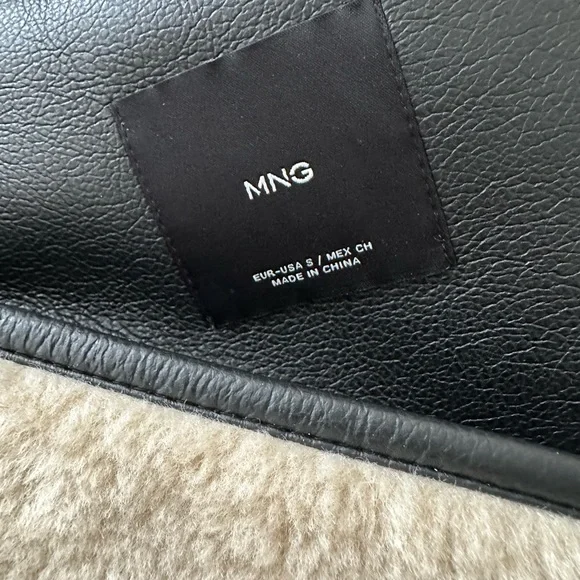 MNG
EUR-USA S / MEX CH
MADE IN CHINA